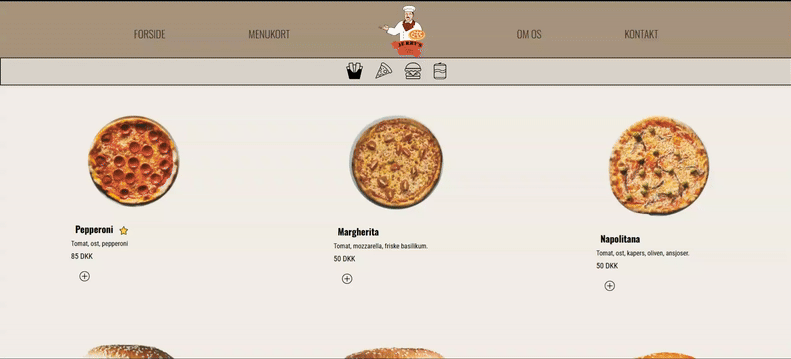 FORSIDE
MENUKORT
JERRY'S
OM OS
KONTAKT
Pepperoni
Tomat, ost, pepperoni
85 DKK
Margherita
Tomat, mozzarella, friske basilikum.
50 DKK
Napolitana
Tomat, ost, kapers, oliven, ansjoser.
50 DKK